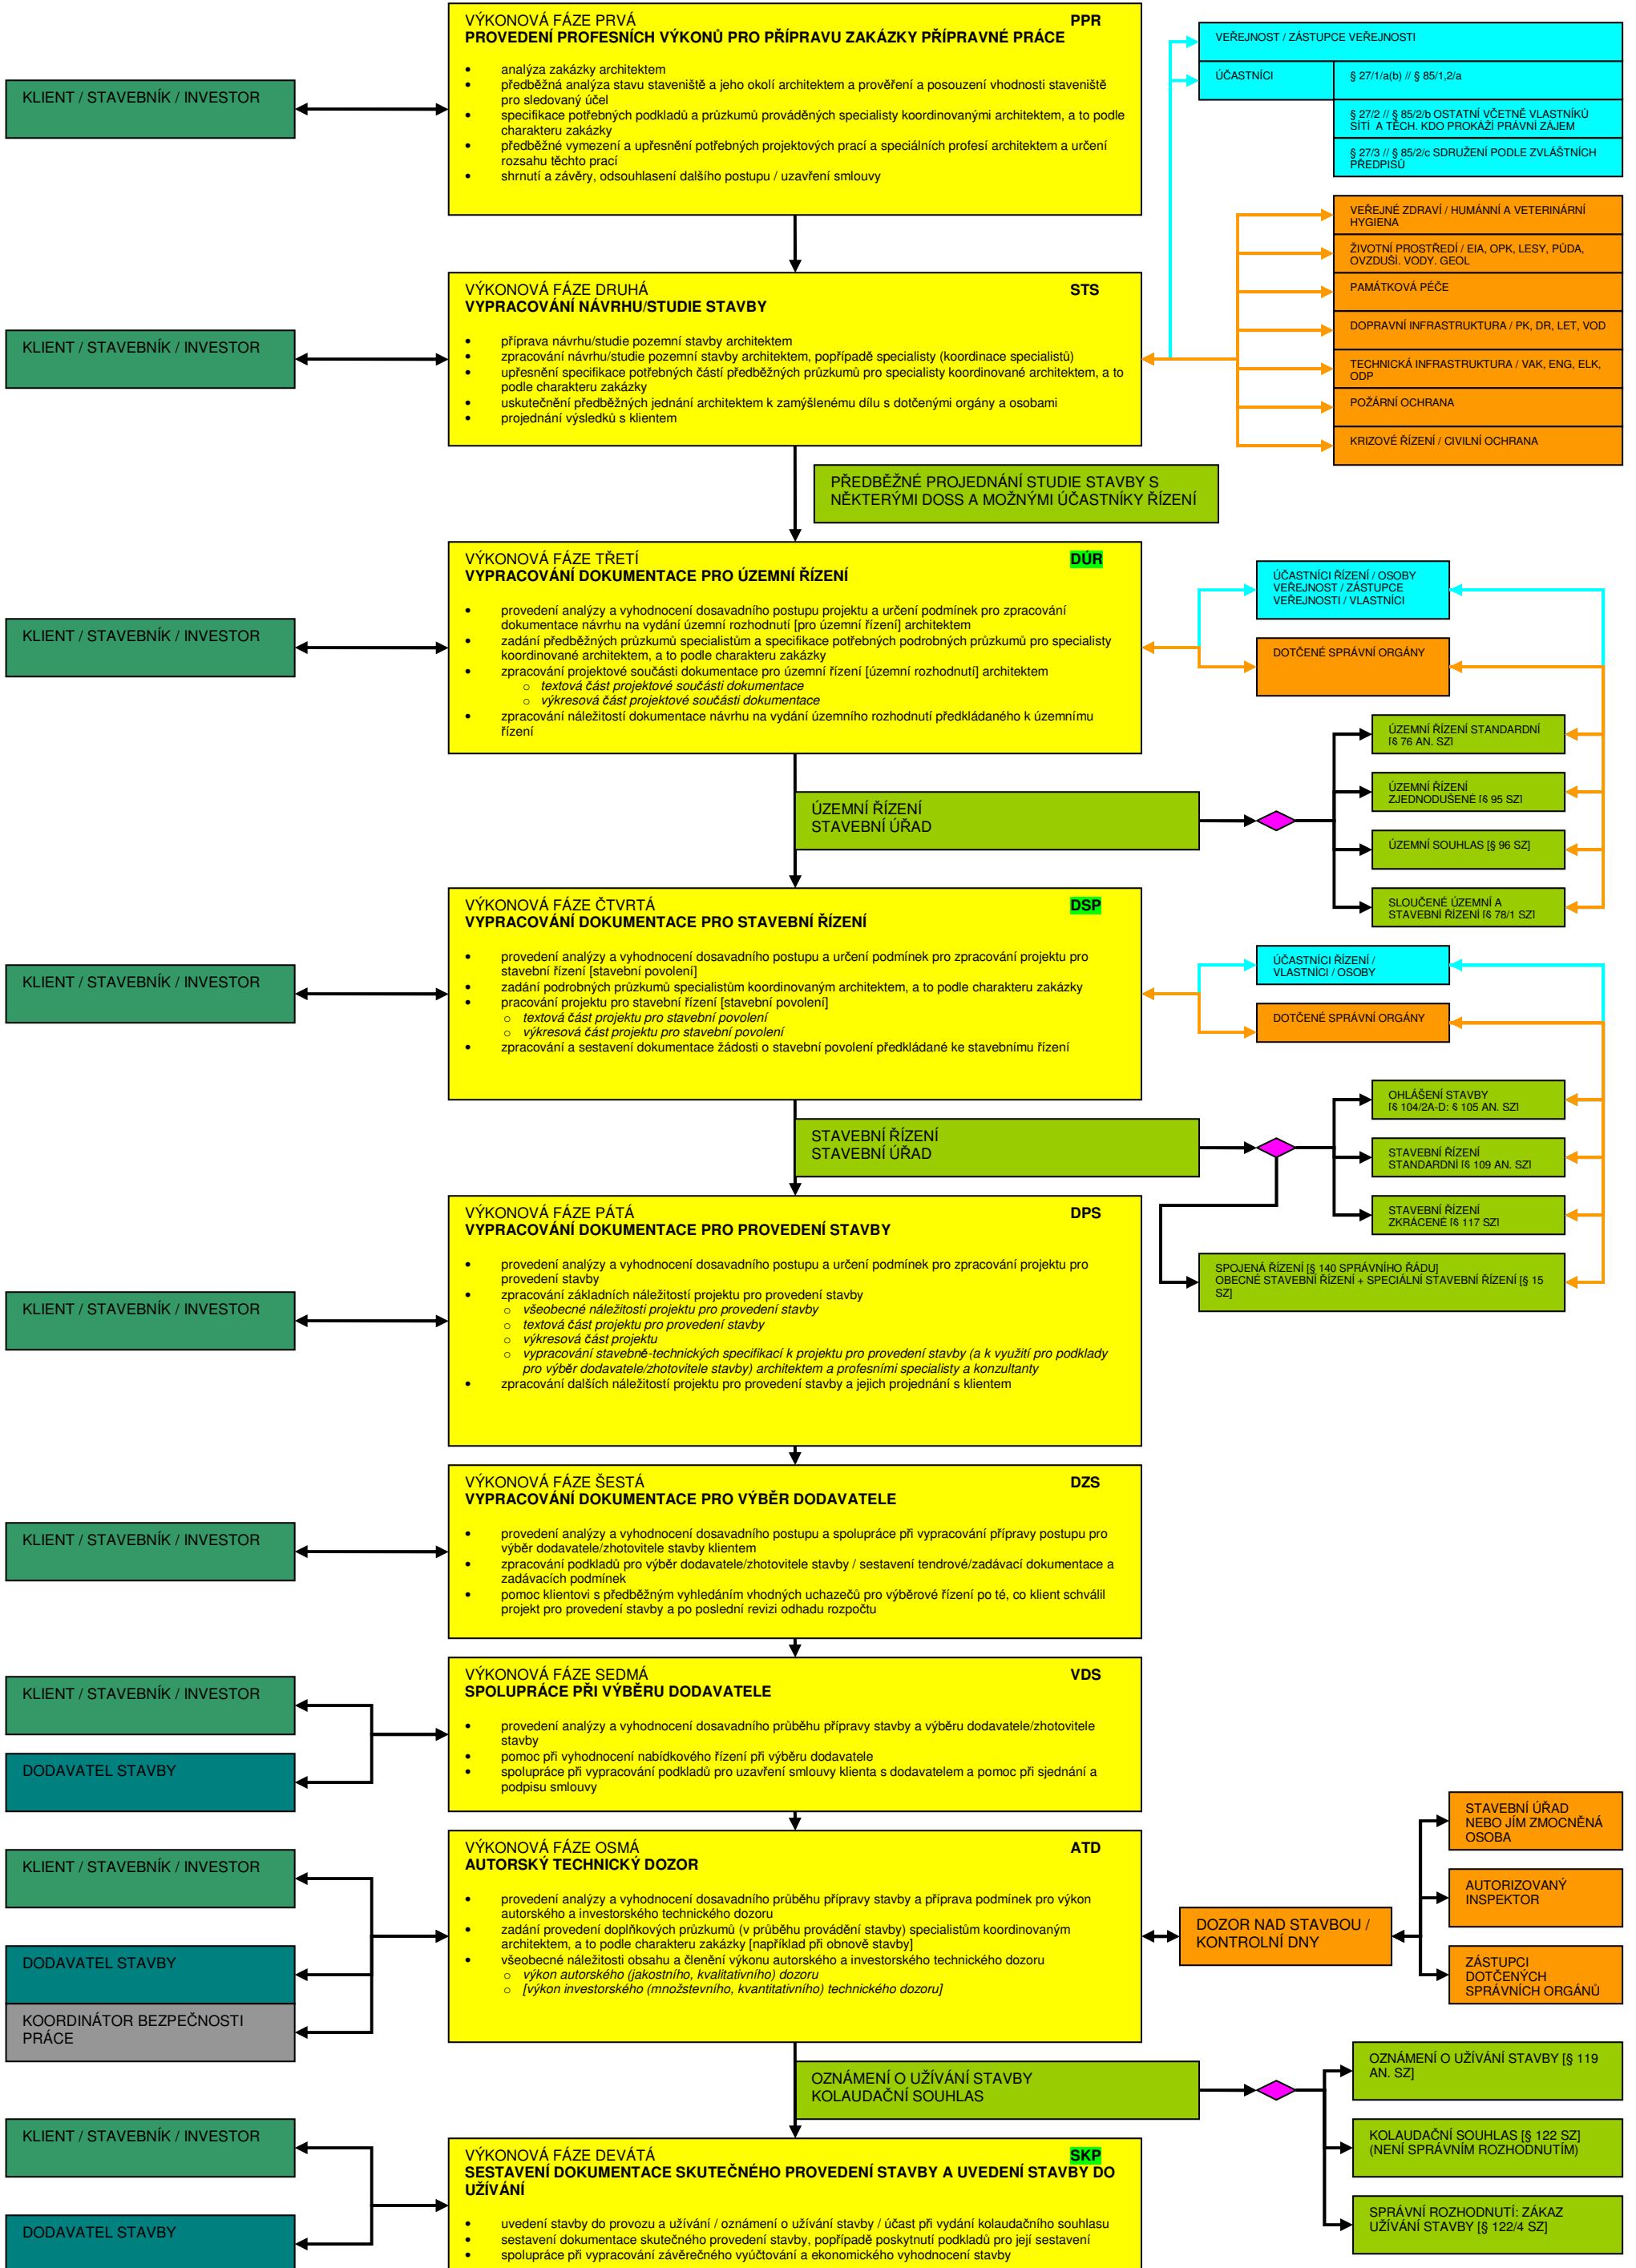 VÝKONOVÁ FÁZE PRVÁ PPR
PROVEDENÍ PROFESNÍCH VÝKONŮ PRO PŘÍPRAVU ZAKÁZKY PŘÍPRAVNÉ PRÁCE
• analýza zakázky architektem
• předběžná analýza stavu staveniště a jeho okolí architektem a prověření a posouzení vhodnosti staveniště
pro sledovaný účel
• specifikace potřebných podkladů a průzkumů prováděných specialisty koordinovanými architektem, a to podle
charakteru zakázky
• předběžné vymezení a upřesnění potřebných projektových prací a speciálních profesí architektem a určení
rozsahu těchto prací
• shrnutí a závěry, odsouhlasení dalšího postupu / uzavření smlouvy
KLIENT / STAVEBNÍK / INVESTOR
VEŘEJNOST / ZÁSTUPCE VEŘEJNOSTI
ÚČASTNÍCI
§ 27/1/a(b) // § 85/1,2/a
§ 27/2 // § 85/2/b OSTATNÍ VČETNĚ VLASTNÍKŮ
SÍTÍ A TĚCH. KDO PROKÁŽÍ PRÁVNÍ ZÁJEM
§ 27/3 // § 85/2/c SDRUŽENÍ PODLE ZVLÁŠTNÍCH
PŘEDPISŮ
VEŘEJNÉ ZDRAVÍ / HUMÁNNÍ A VETERINÁRNÍ
HYGIENA
ŽIVOTNÍ PROSTŘEDÍ / EIA, OPK, LESY, PŮDA,
OVZDUŠÍ. VODY. GEOL
PAMÁTKOVÁ PÉČE
DOPRAVNÍ INFRASTRUKTURA / PK, DR, LET, VOD
TECHNICKÁ INFRASTRUKTURA / VAK, ENG, ELK,
ODP
POŽÁRNÍ OCHRANA
KRIZOVÉ ŘÍZENÍ / CIVILNÍ OCHRANA
VÝKONOVÁ FÁZE DRUHÁ STS
VYPRACOVÁNÍ NÁVRHU/STUDIE STAVBY
• příprava návrhu/studie pozemní stavby architektem
• zpracování návrhu/studie pozemní stavby architektem, popřípadě specialisty (koordinace specialistů)
• upřesnění specifikace potřebných částí předběžných průzkumů pro specialisty koordinované architektem, a to
podle charakteru zakázky
• uskutečnění předběžných jednání architektem k zamýšlenému dílu s dotčenými orgány a osobami
• projednání výsledků s klientem
KLIENT / STAVEBNÍK / INVESTOR
PŘEDBĚŽNÉ PROJEDNÁNÍ STUDIE STAVBY S
NĚKTERÝMI DOSS A MOŽNÝMI ÚČASTNÍKY ŘÍZENÍ
VÝKONOVÁ FÁZE TŘETÍ DÚR
VYPRACOVÁNÍ DOKUMENTACE PRO ÚZEMNÍ ŘÍZENÍ
• provedení analýzy a vyhodnocení dosavadního postupu projektu a určení podmínek pro zpracování
dokumentace návrhu na vydání územní rozhodnutí [pro územní řízení] architektem
• zadání předběžných průzkumů specialistům a specifikace potřebných podrobných průzkumů pro specialisty
koordinované architektem, a to podle charakteru zakázky
• zpracování projektové součásti dokumentace pro územní řízení [územní rozhodnutí] architektem
o textová část projektové součásti dokumentace
o výkresová část projektové součásti dokumentace
• zpracování náležitostí dokumentace návrhu na vydání územního rozhodnutí předkládaného k územnímu
řízení
KLIENT / STAVEBNÍK / INVESTOR
ÚČASTNÍCI ŘÍZENÍ / OSOBY
VEŘEJNOST / ZÁSTUPCE
VEŘEJNOSTI / VLASTNÍCI
DOTČENÉ SPRÁVNÍ ORGÁNY
ÚZEMNÍ ŘÍZENÍ STANDARDNÍ
[§ 76 AN. SZ]
ÚZEMNÍ ŘÍZENÍ
ZJEDNODUŠENÉ [§ 95 SZ]
ÚZEMNÍ SOUHLAS [§ 96 SZ]
SLOUČENÉ ÚZEMNÍ A
STAVEBNÍ ŘÍZENÍ [§ 78/1 SZ]
ÚZEMNÍ ŘÍZENÍ
STAVEBNÍ ÚŘAD
VÝKONOVÁ FÁZE ČTVRTÁ DSP
VYPRACOVÁNÍ DOKUMENTACE PRO STAVEBNÍ ŘÍZENÍ
• provedení analýzy a vyhodnocení dosavadního postupu a určení podmínek pro zpracování projektu pro
stavební řízení [stavební povolení]
• zadání podrobných průzkumů specialistům koordinovaným architektem, a to podle charakteru zakázky
• pracování projektu pro stavební řízení [stavební povolení]
o textová část projektu pro stavební povolení
o výkresová část projektu pro stavební povolení
• zpracování a sestavení dokumentace žádosti o stavební povolení předkládané ke stavebnímu řízení
KLIENT / STAVEBNÍK / INVESTOR
ÚČASTNÍCI ŘÍZENÍ /
VLASTNÍCI / OSOBY
DOTČENÉ SPRÁVNÍ ORGÁNY
OHLÁŠENÍ STAVBY
[§ 104/2A-D; § 105 AN. SZ]
STAVEBNÍ ŘÍZENÍ
STANDARDNÍ [§ 109 AN. SZ]
STAVEBNÍ ŘÍZENÍ
ZKRÁCENÉ [§ 117 SZ]
SPOJENÁ ŘÍZENÍ [§ 140 SPRÁVNÍHO ŘÁDU]
OBECNÉ STAVEBNÍ ŘÍZENÍ + SPECIÁLNÍ STAVEBNÍ ŘÍZENÍ [§ 15
SZ]
STAVEBNÍ ŘÍZENÍ
STAVEBNÍ ÚŘAD
VÝKONOVÁ FÁZE PÁTÁ DPS
VYPRACOVÁNÍ DOKUMENTACE PRO PROVEDENÍ STAVBY
• provedení analýzy a vyhodnocení dosavadního postupu a určení podmínek pro zpracování projektu pro
provedení stavby
• zpracování základních náležitostí projektu pro provedení stavby
o všeobecné náležitosti projektu pro provedení stavby
o textová část projektu pro provedení stavby
o výkresová část projektu
o vypracování stavebně-technických specifikací k projektu pro provedení stavby (a k využití pro podklady
pro výběr dodavatele/zhotovitele stavby) architektem a profesními specialisty a konzultanty
• zpracování dalších náležitostí projektu pro provedení stavby a jejich projednání s klientem
KLIENT / STAVEBNÍK / INVESTOR
VÝKONOVÁ FÁZE ŠESTÁ DZS
VYPRACOVÁNÍ DOKUMENTACE PRO VÝBĚR DODAVATELE
• provedení analýzy a vyhodnocení dosavadního postupu a spolupráce při vypracování přípravy postupu pro
výběr dodavatele/zhotovitele stavby klientem
• zpracování podkladů pro výběr dodavatele/zhotovitele stavby / sestavení tendrové/zadávací dokumentace a
zadávacích podmínek
• pomoc klientovi s předběžným vyhledáním vhodných uchazečů pro výběrové řízení po té, co klient schválil
projekt pro provedení stavby a po poslední revizi odhadu rozpočtu
KLIENT / STAVEBNÍK / INVESTOR
VÝKONOVÁ FÁZE SEDMÁ VDS
SPOLUPRÁCE PŘI VÝBĚRU DODAVATELE
• provedení analýzy a vyhodnocení dosavadního průběhu přípravy stavby a výběru dodavatele/zhotovitele
stavby
• pomoc při vyhodnocení nabídkového řízení při výběru dodavatele
• spolupráce při vypracování podkladů pro uzavření smlouvy klienta s dodavatelem a pomoc při sjednání a
podpisu smlouvy
KLIENT / STAVEBNÍK / INVESTOR
DODAVATEL STAVBY
VÝKONOVÁ FÁZE OSMÁ ATD
AUTORSKÝ TECHNICKÝ DOZOR
• provedení analýzy a vyhodnocení dosavadního průběhu přípravy stavby a příprava podmínek pro výkon
autorského a investorského technického dozoru
• zadání provedení doplňkových průzkumů (v průběhu provádění stavby) specialistům koordinovaným
architektem, a to podle charakteru zakázky [například při obnově stavby]
• všeobecné náležitosti obsahu a členění výkonu autorského a investorského technického dozoru
o výkon autorského (jakostního, kvalitativního) dozoru
o [výkon investorského (množstevního, kvantitativního) technického dozoru]
KLIENT / STAVEBNÍK / INVESTOR
DODAVATEL STAVBY
KOORDINÁTOR BEZPEČNOSTI
PRÁCE
DOZOR NAD STAVBOU /
KONTROLNÍ DNY
STAVEBNÍ ÚŘAD
NEBO JÍM ZMOCNĚNÁ
OSOBA
AUTORIZOVANÝ
INSPEKTOR
ZÁSTUPCI
DOTČENÝCH
SPRÁVNÍCH ORGÁNŮ
OZNÁMENÍ O UŽÍVÁNÍ STAVBY
KOLAUDAČNÍ SOUHLAS
OZNÁMENÍ O UŽÍVÁNÍ STAVBY [§ 119
AN. SZ]
KOLAUDAČNÍ SOUHLAS [§ 122 SZ]
(NENÍ SPRÁVNÍM ROZHODNUTÍM)
SPRÁVNÍ ROZHODNUTÍ: ZÁKAZ
UŽÍVÁNÍ STAVBY [§ 122/4 SZ]
KLIENT / STAVEBNÍK / INVESTOR
DODAVATEL STAVBY
VÝKONOVÁ FÁZE DEVÁTÁ SKP
SESTAVENÍ DOKUMENTACE SKUTEČNÉHO PROVEDENÍ STAVBY A UVEDENÍ STAVBY DO
UŽÍVÁNÍ
• uvedení stavby do provozu a užívání / oznámení o užívání stavby / účast při vydání kolaudačního souhlasu
• sestavení dokumentace skutečného provedení stavby, popřípadě poskytnutí podkladů pro její sestavení
• spolupráce při vypracování závěrečného vyúčtování a ekonomického vyhodnocení stavby